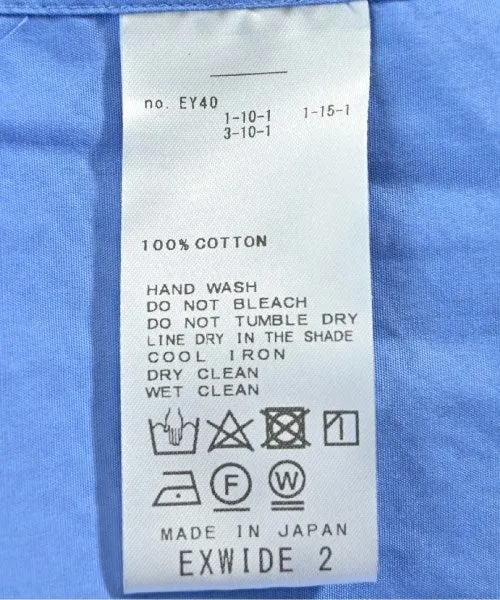 no. EY40
1-10-1 1-15-1
3-10-1
100% COTTON
HAND WASH
DO NOT BLEACH
DO NOT TUMBLE DRY
LINE DRY IN THE SHADE
COOL IRON
DRY CLEAN
WET CLEAN
F W
MADE IN JAPAN
EXWIDE 2